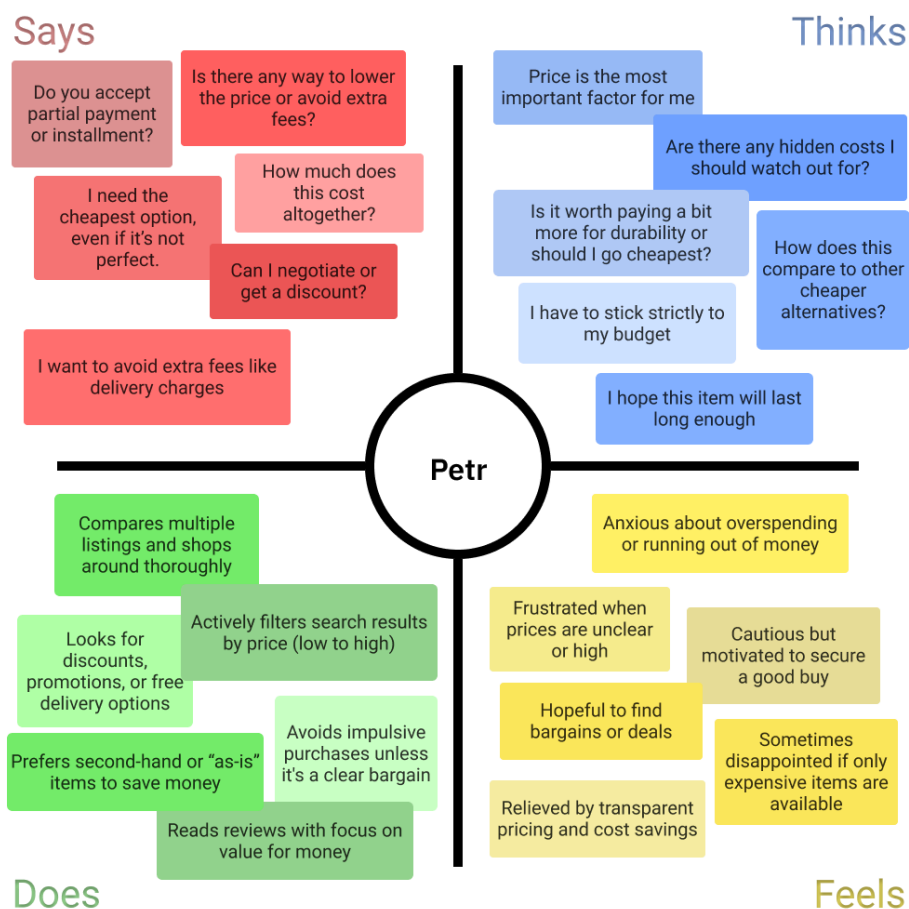 Says
Do you accept
partial payment
or installment?
Is there any way to lower
the price or avoid extra
fees?
I need the
cheapest option,
even if it’s not
perfect.
How much does
this cost
altogether?
Can I negotiate or
get a discount?
I want to avoid extra fees like
delivery charges
Thinks
Price is the most
important factor for me
Are there any hidden costs I
should watch out for?
Is it worth paying a bit
more for durability or
should I go cheapest?
How does this
compare to other
cheaper
alternatives?
I have to stick strictly to
my budget
I hope this item will last
long enough
Petr
Compares multiple
listings and shops
around thoroughly
Actively filters search results
by price (low to high)
Looks for
discounts,
promotions, or free
delivery options
Avoids impulsive
purchases unless
it's a clear bargain
Prefers second-hand or “as-is”
items to save money
Reads reviews with focus on
value for money
Does
Anxious about overspending
or running out of money
Frustrated when
prices are unclear
or high
Cautious but
motivated to secure
a good buy
Hopeful to find
bargains or deals
Sometimes
disappointed if only
expensive items are
available
Relieved by transparent
pricing and cost savings
Feels